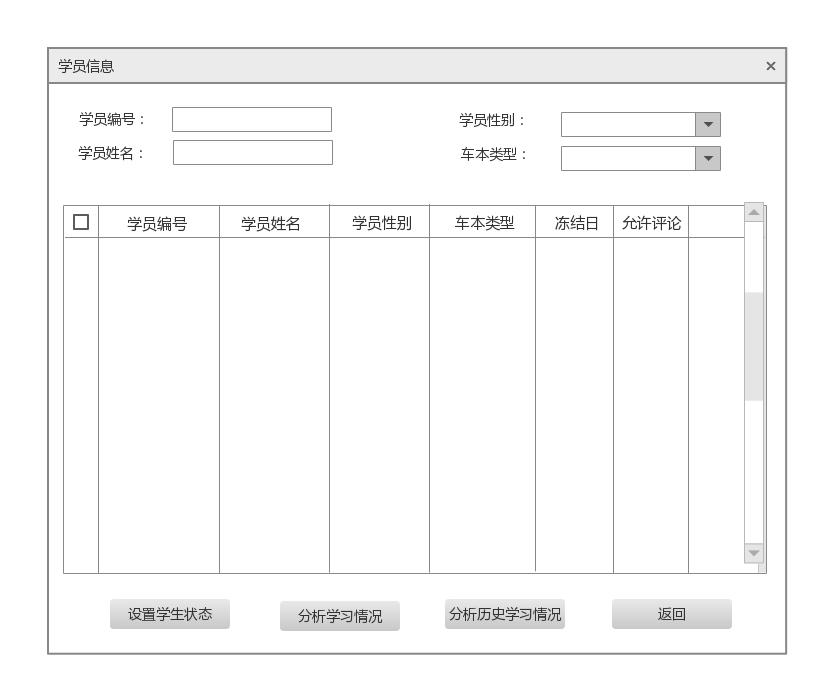 学员信息 ×
学员编号： 学员性别：
学员姓名： 车本类型：
学员编号 学员姓名 学员性别 车本类型 冻结日 允许评论
设置学生状态 分析学习情况 分析历史学习情况 返回